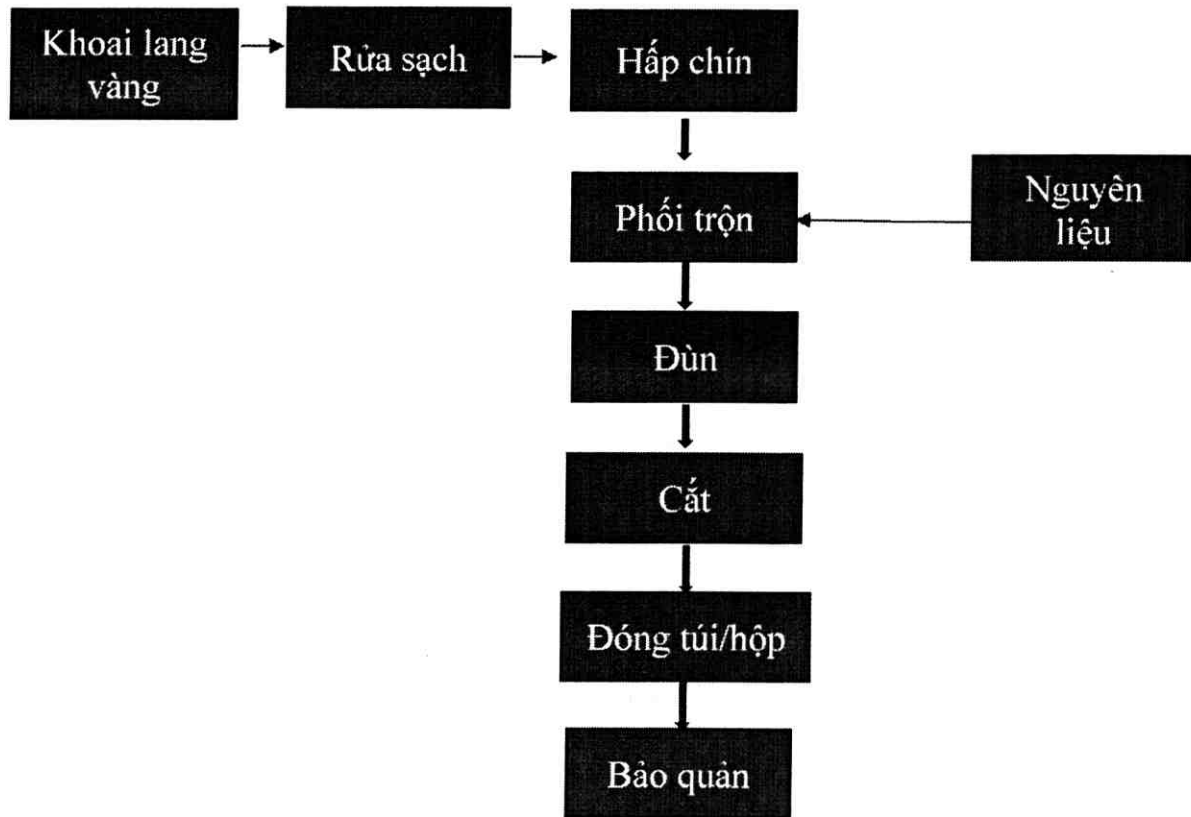 Khoai lang
vàng
Rửa sạch
Hấp chín
Phối trộn
Nguyên
liệu
Đùn
Cắt
Đóng túi/hộp
Bảo quản